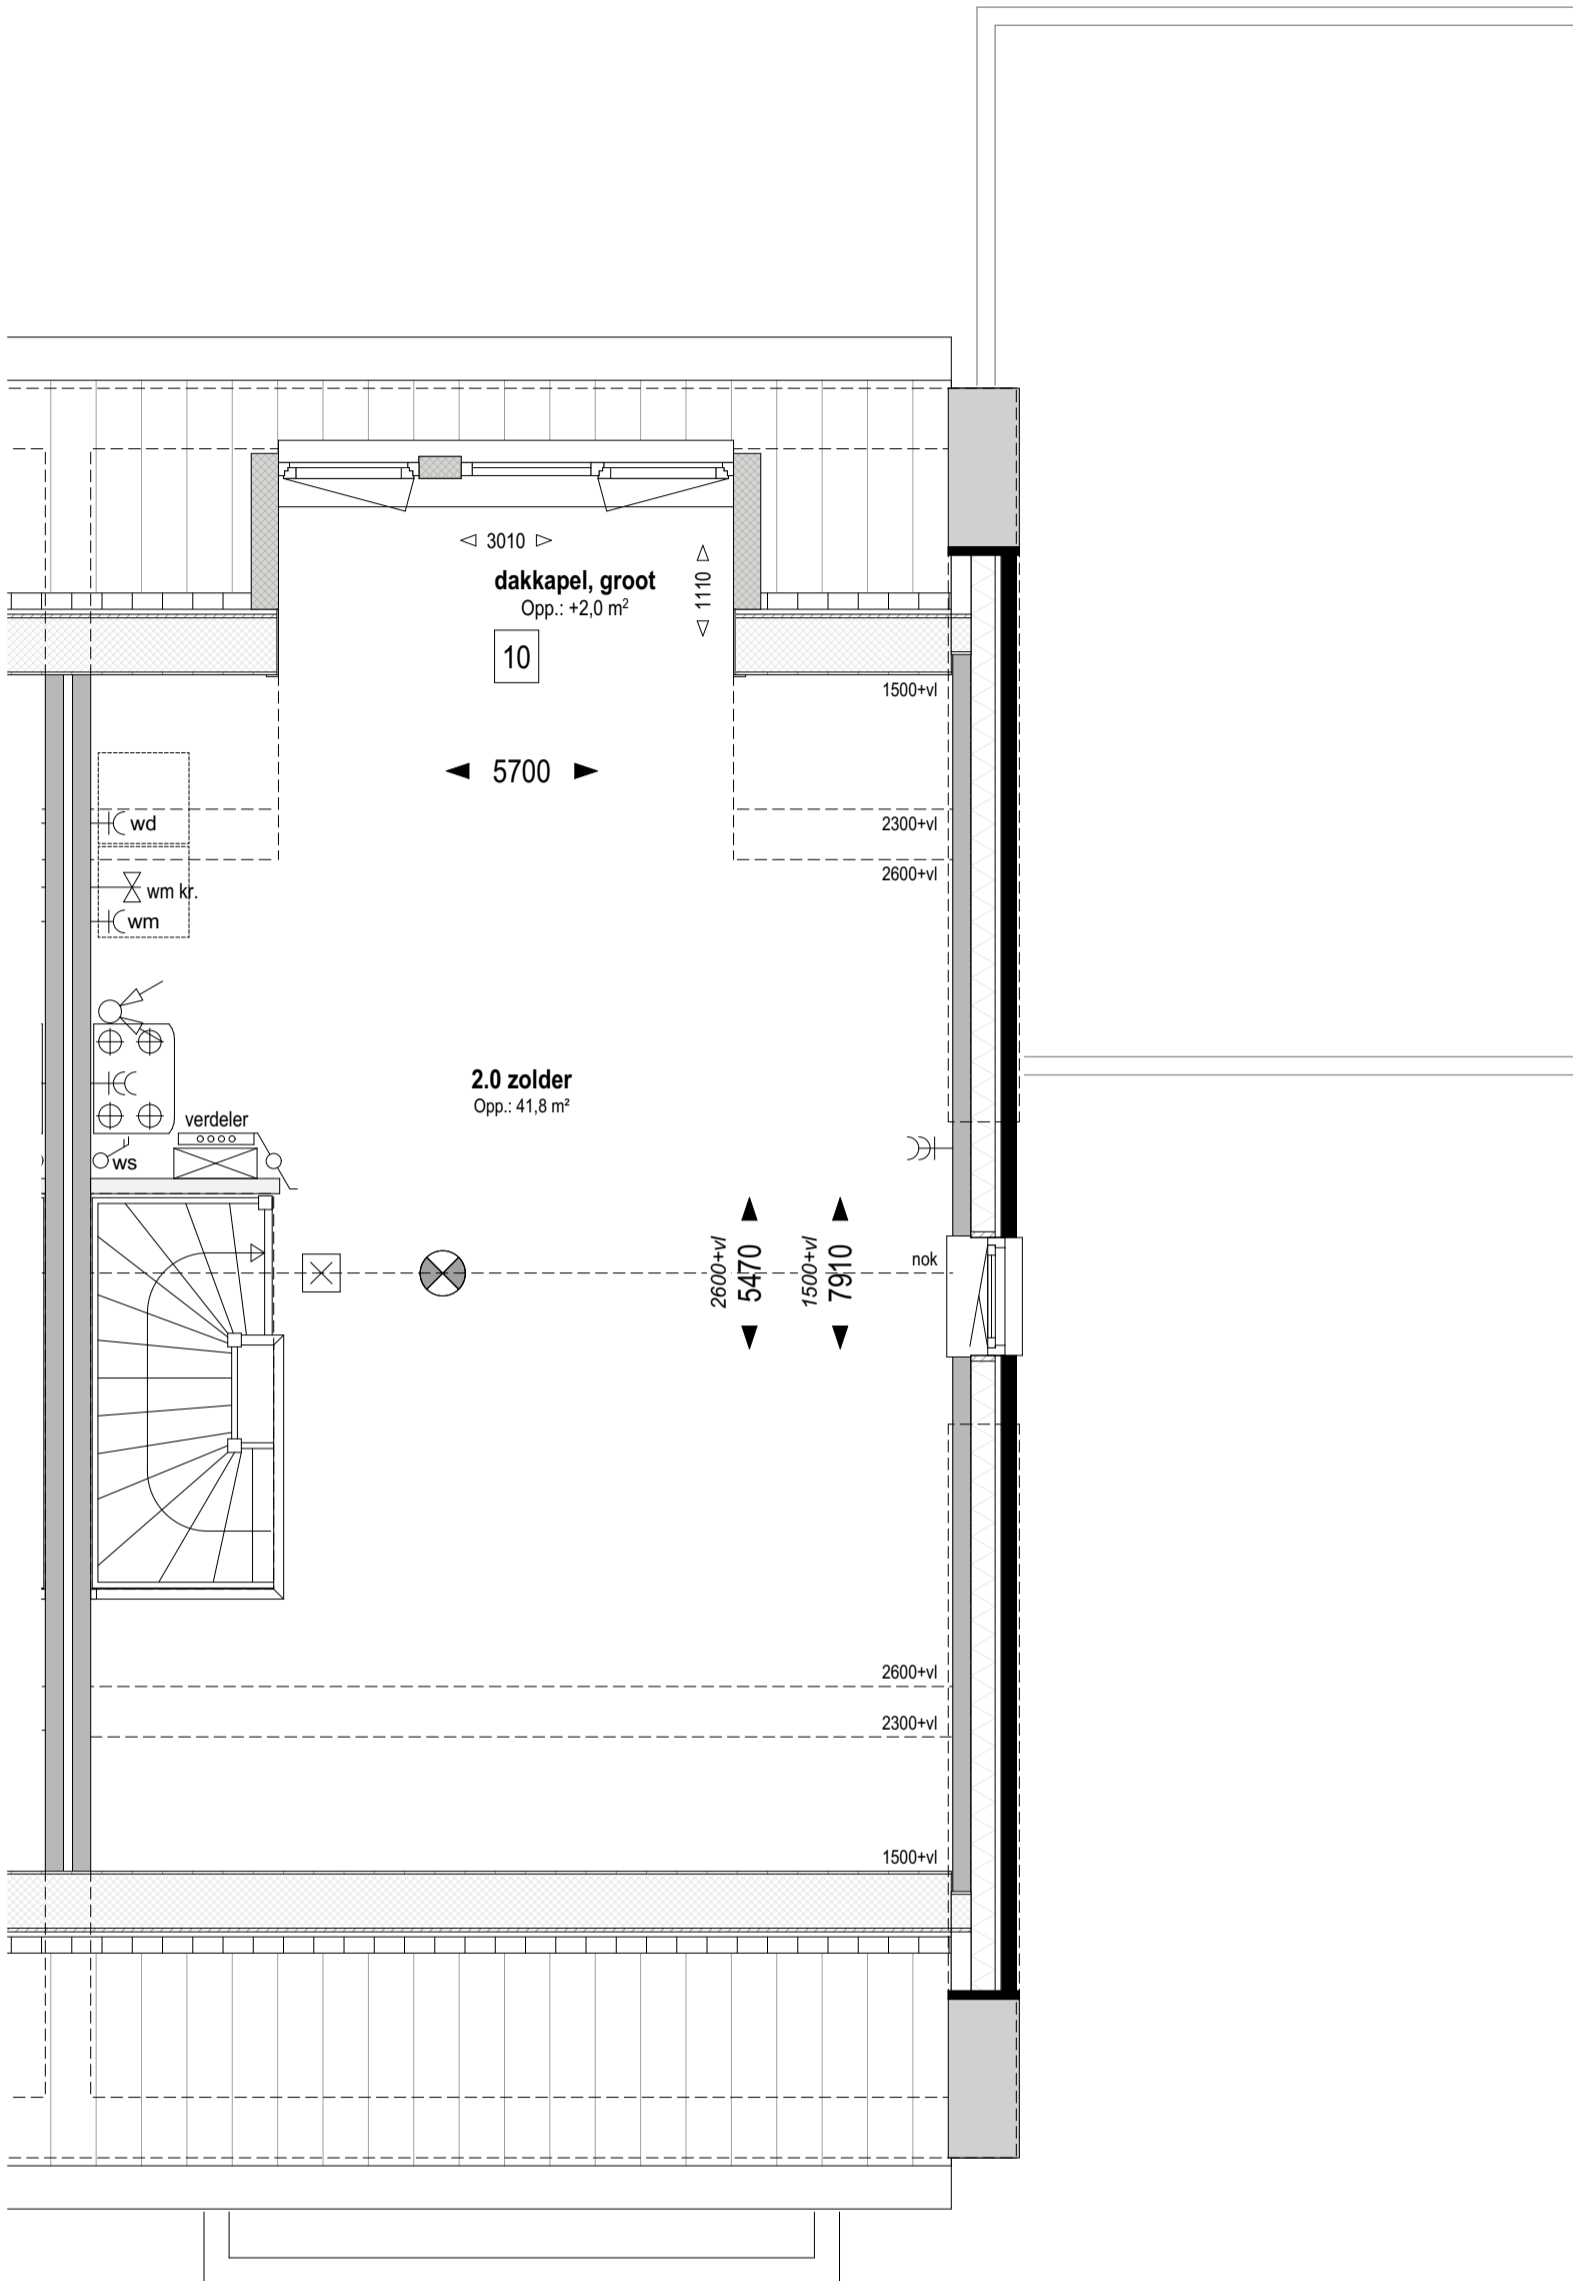 3010
dakkapel, groot
Opp.: +2,0 m²
1110
10
1500+vl
5700
wd
2300+vl
2600+vl
wm kr.
wm
2.0 zolder
Opp.: 41,8 m²
verdeler
ws
2600+vl
5470
1500+vl
7910
nok
2600+vl
2300+vl
1500+vl